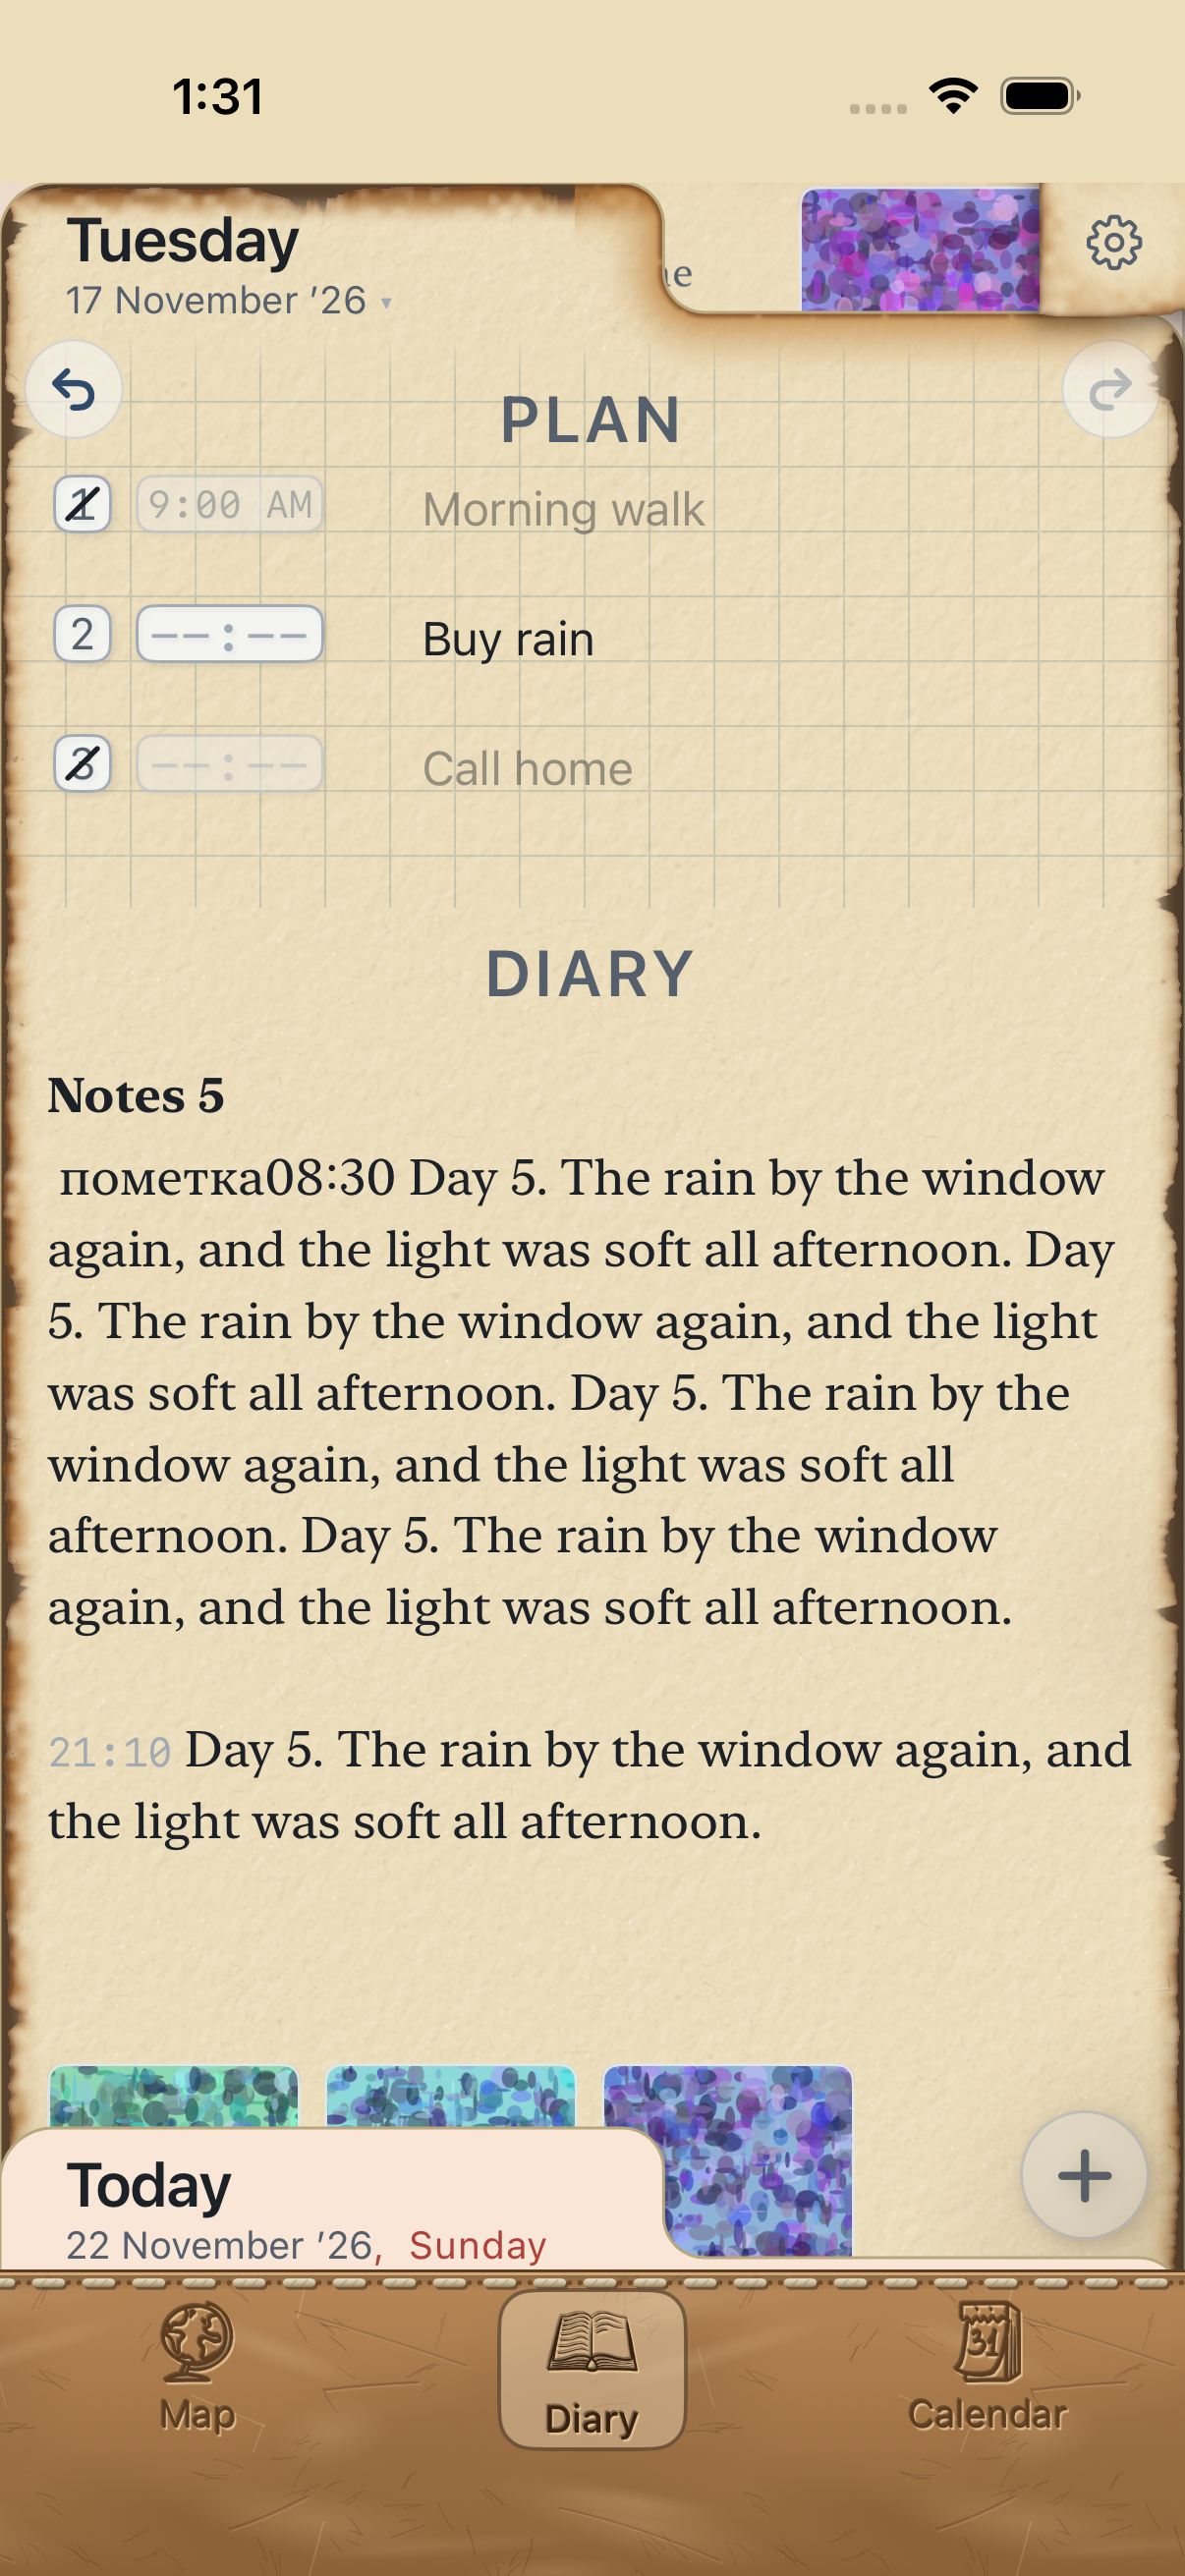 1:31
Tuesday
17 November ’26
PLAN
1 9:00 AM Morning walk
2 --:-- Buy rain
3 --:-- Call home
DIARY
Notes 5
пометка08:30 Day 5. The rain by the window
again, and the light was soft all afternoon. Day
5. The rain by the window again, and the light
was soft all afternoon. Day 5. The rain by the
window again, and the light was soft all
afternoon. Day 5. The rain by the window
again, and the light was soft all afternoon.
21:10 Day 5. The rain by the window again, and
the light was soft all afternoon.
Today
22 November ’26, Sunday
31
Map
Diary
Calendar